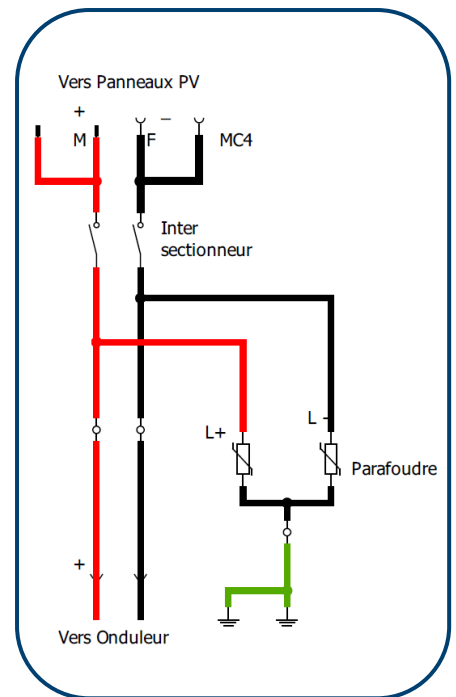 Vers Panneaux PV
+
−
M
F
MC4
Inter
sectionneur
L+
L -
Parafoudre
+
Vers Onduleur